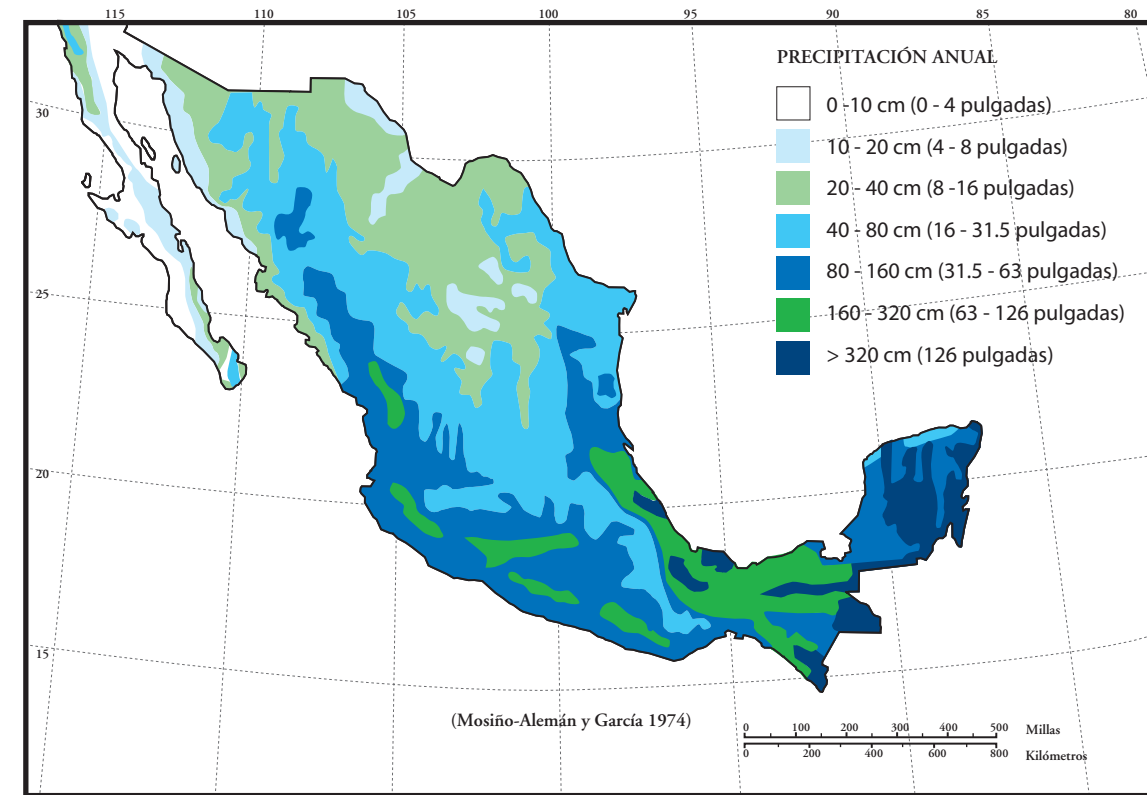 115 110 105 100 95 90 85 80
PRECIPITACIÓN ANUAL
0 -10 cm (0 - 4 pulgadas)
10 - 20 cm (4 - 8 pulgadas)
20 - 40 cm (8 -16 pulgadas)
40 - 80 cm (16 - 31.5 pulgadas)
80 - 160 cm (31.5 - 63 pulgadas)
160 - 320 cm (63 - 126 pulgadas)
> 320 cm (126 pulgadas)
30
25
20
15
(Mosiño-Alemán y García 1974)
0 100 200 300 400 500 Millas
0 200 400 600 800 Kilómetros